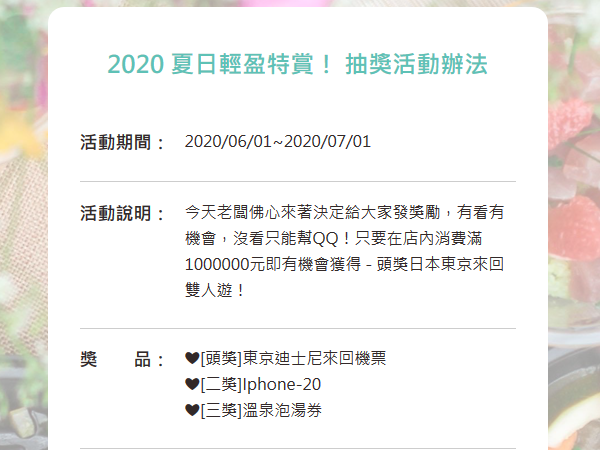 2020 夏日輕盈特賞！ 抽獎活動辦法
活動期間： 2020/06/01~2020/07/01
活動說明： 今天老闆佛心來著決定給大家發獎勵，有看有
機會，沒看只能幫QQ！只要在店內消費滿
1000000元即有機會獲得 - 頭獎日本東京來回
雙人遊！
獎 品： ♥[頭獎]東京迪士尼來回機票
♥[二獎]Iphone-20
♥[三獎]溫泉泡湯券